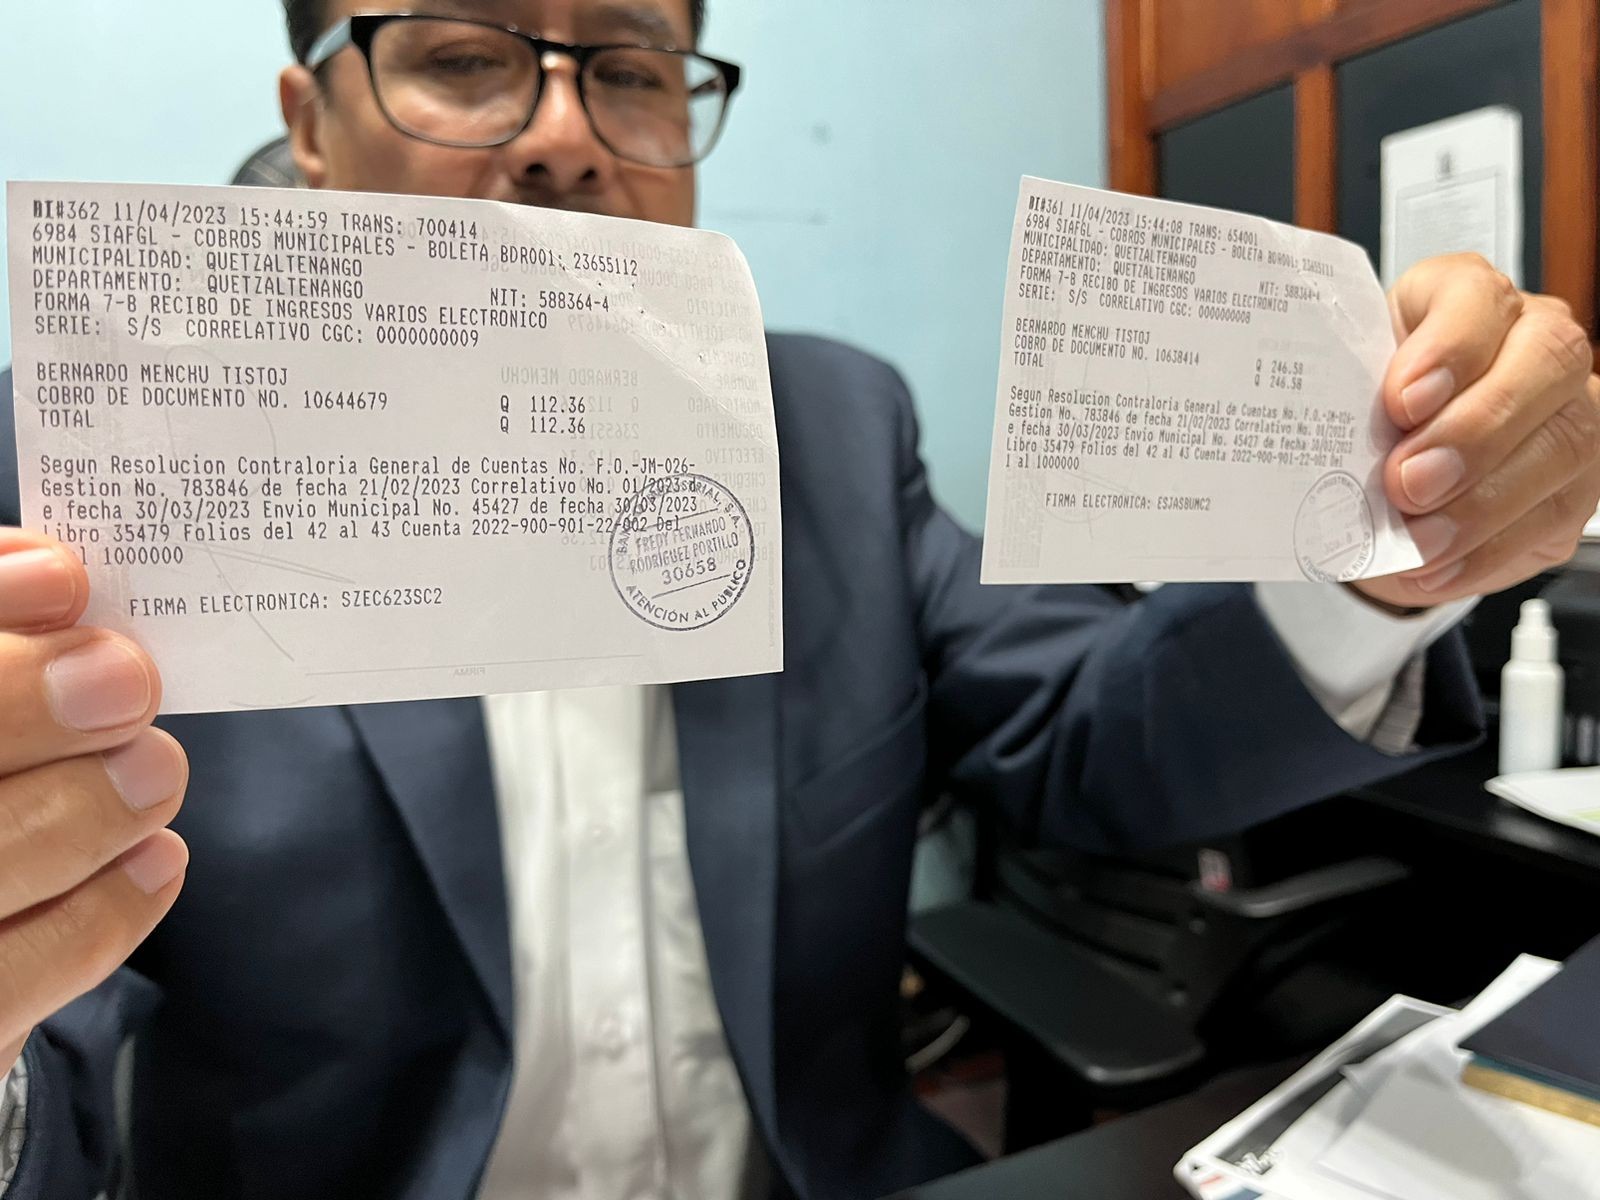 BI#362 11/04/2023 15:44:59 TRANS: 700414
6984 SIAFGL - COBROS MUNICIPALES - BOLETA BDR001: 23655112
MUNICIPALIDAD: QUETZALTENANGO
DEPARTAMENTO: QUETZALTENANGO NIT: 588364-4
FORMA 7-B RECIBO DE INGRESOS VARIOS ELECTRONICO
SERIE: S/S CORRELATIVO CGC: 0000000009
BERNARDO MENCHU TISTOJ
COBRO DE DOCUMENTO NO. 10644679 Q 112.36
TOTAL Q 112.36
Segun Resolucion Contraloria General de Cuentas No. F.O.-JM-026-
Gestion No. 783846 de fecha 21/02/2023 Correlativo No. 01/2023 d
e fecha 30/03/2023 Envio Municipal No. 45427 de fecha 30/03/2023
Libro 35479 Folios del 42 al 43 Cuenta 2022-900-901-22-002 Del
al 1000000
FIRMA ELECTRONICA: SZEC623SC2
FREDY FERNANDO
RODRÍGUEZ PORTILLO
30658
ATENCIÓN AL PÚBLICO
FIRMA
BI#361 11/04/2023 15:44:08 TRANS: 654001
6984 SIAFGL - COBROS MUNICIPALES - BOLETA BDR001:
MUNICIPALIDAD: QUETZALTENANGO
DEPARTAMENTO: QUETZALTENANGO NIT: 588364-4
FORMA 7-B RECIBO DE INGRESOS VARIOS ELECTRONICO
SERIE: S/S CORRELATIVO CGC: 0000000008
BERNARDO MENCHU TISTOJ
COBRO DE DOCUMENTO NO. 10638414 Q 246.58
TOTAL Q 246.58
Segun Resolucion Contraloria General de Cuentas No. F.O.-JM-026-
Gestion No. 783846 de fecha 21/02/2023 Correlativo No. 01/2023 d
e fecha 30/03/2023 Envio Municipal No. 45427 de fecha 30/03/2023
Libro 35479 Folios del 42 al 43 Cuenta 2022-900-901-22-002 Del
1 al 1000000
FIRMA ELECTRONICA: ESJASBUMC2